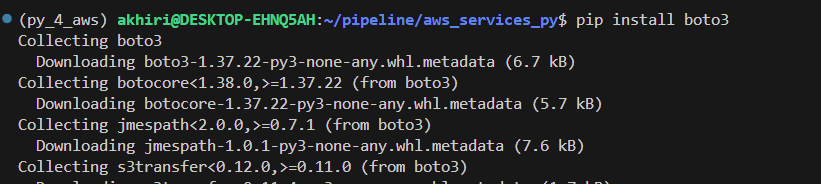 (py_4_aws) akhiri@DESKTOP-EHNQ5AH:~/pipeline/aws_services_py$ pip install boto3
Collecting boto3
  Downloading boto3-1.37.22-py3-none-any.whl.metadata (6.7 kB)
Collecting botocore<1.38.0,>=1.37.22 (from boto3)
  Downloading botocore-1.37.22-py3-none-any.whl.metadata (5.7 kB)
Collecting jmespath<2.0.0,>=0.7.1 (from boto3)
  Downloading jmespath-1.0.1-py3-none-any.whl.metadata (7.6 kB)
Collecting s3transfer<0.12.0,>=0.11.0 (from boto3)